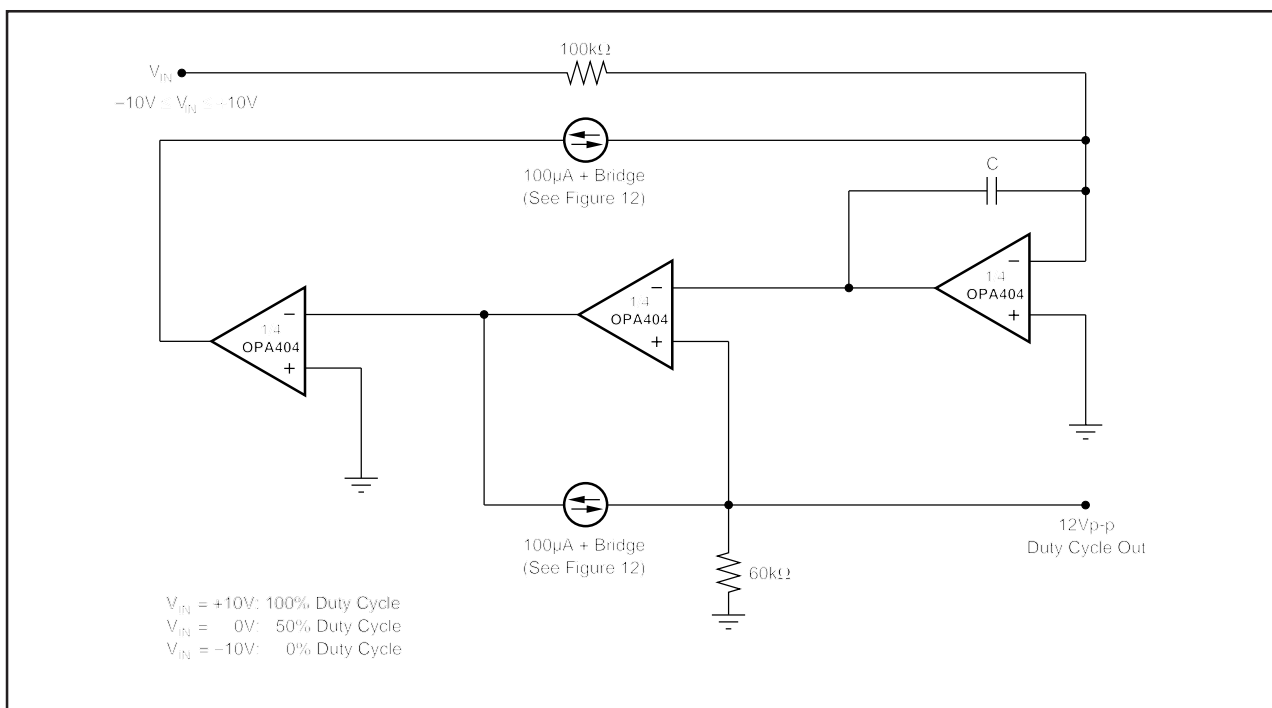 100kΩ
V_IN
–10V ≤ V_IN ≤ +10V
100µA + Bridge
(See Figure 12)
C
–
1/4
OPA404
+
–
1/4
OPA404
+
–
1/4
OPA404
+
100µA + Bridge
(See Figure 12)
60kΩ
12Vp-p
Duty Cycle Out
V_IN = +10V: 100% Duty Cycle
V_IN = 0V: 50% Duty Cycle
V_IN = –10V: 0% Duty Cycle